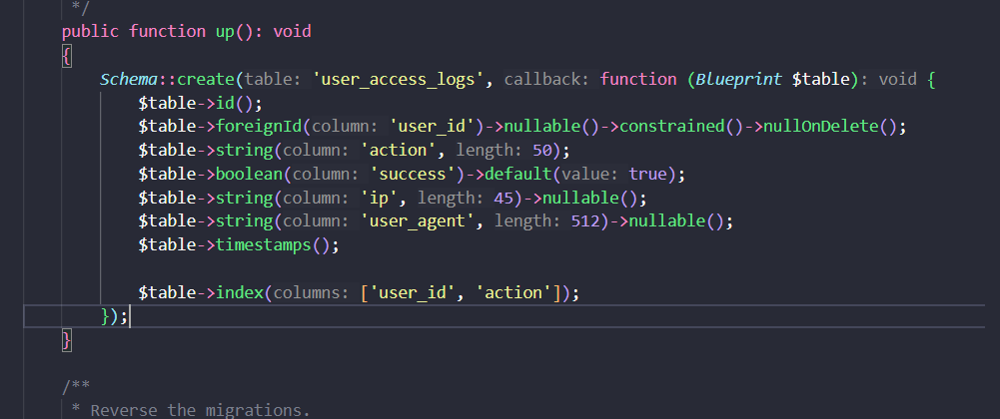 */
public function up(): void
{
Schema::create(table: 'user_access_logs', callback: function (Blueprint $table): void {
$table->id();
$table->foreignId(column: 'user_id')->nullable()->constrained()->nullOnDelete();
$table->string(column: 'action', length: 50);
$table->boolean(column: 'success')->default(value: true);
$table->string(column: 'ip', length: 45)->nullable();
$table->string(column: 'user_agent', length: 512)->nullable();
$table->timestamps();
$table->index(columns: ['user_id', 'action']);
});
}
/**
* Reverse the migrations.